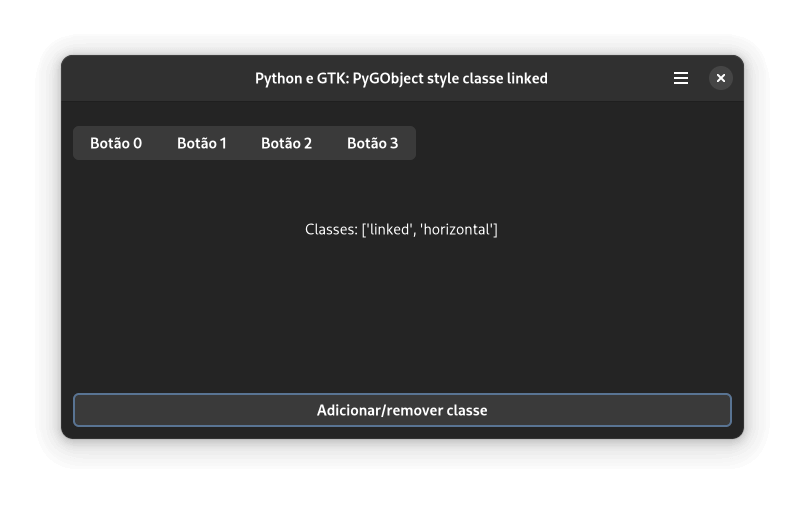 Python e GTK: PyGObject style classe linked
Botão 0 Botão 1 Botão 2 Botão 3
Classes: ['linked', 'horizontal']
Adicionar/remover classe